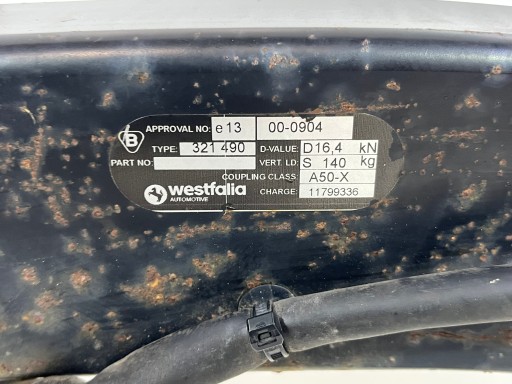 B APPROVAL NO: e 13 00-0904
TYPE: 321 490 D-VALUE: D16,4 kN
PART NO: VERT. LD: S 140 kg
COUPLING CLASS: A50-X
CHARGE: 11799336
westfalia
AUTOMOTIVE